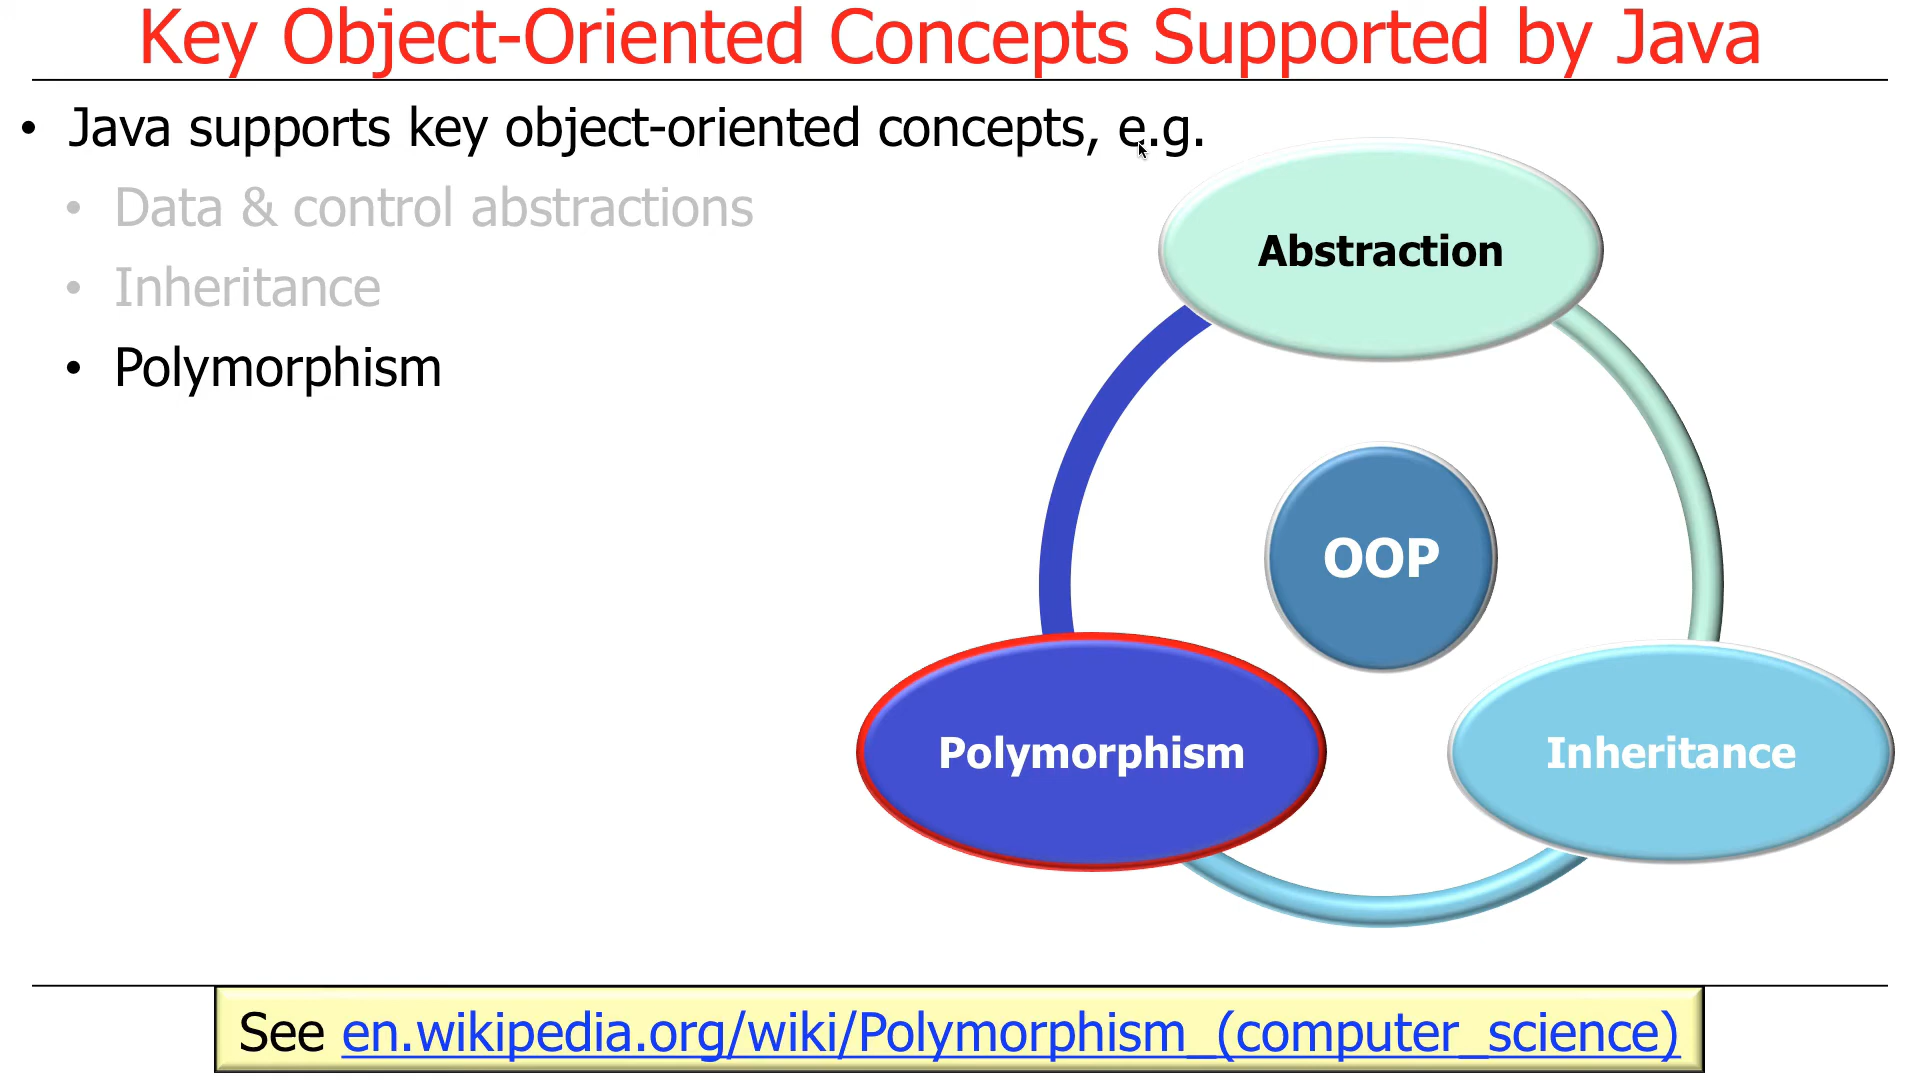 Key Object-Oriented Concepts Supported by Java
• Java supports key object-oriented concepts, e.g.
• Data & control abstractions
• Inheritance
• Polymorphism
Abstraction
OOP
Polymorphism
Inheritance
See en.wikipedia.org/wiki/Polymorphism_(computer_science)